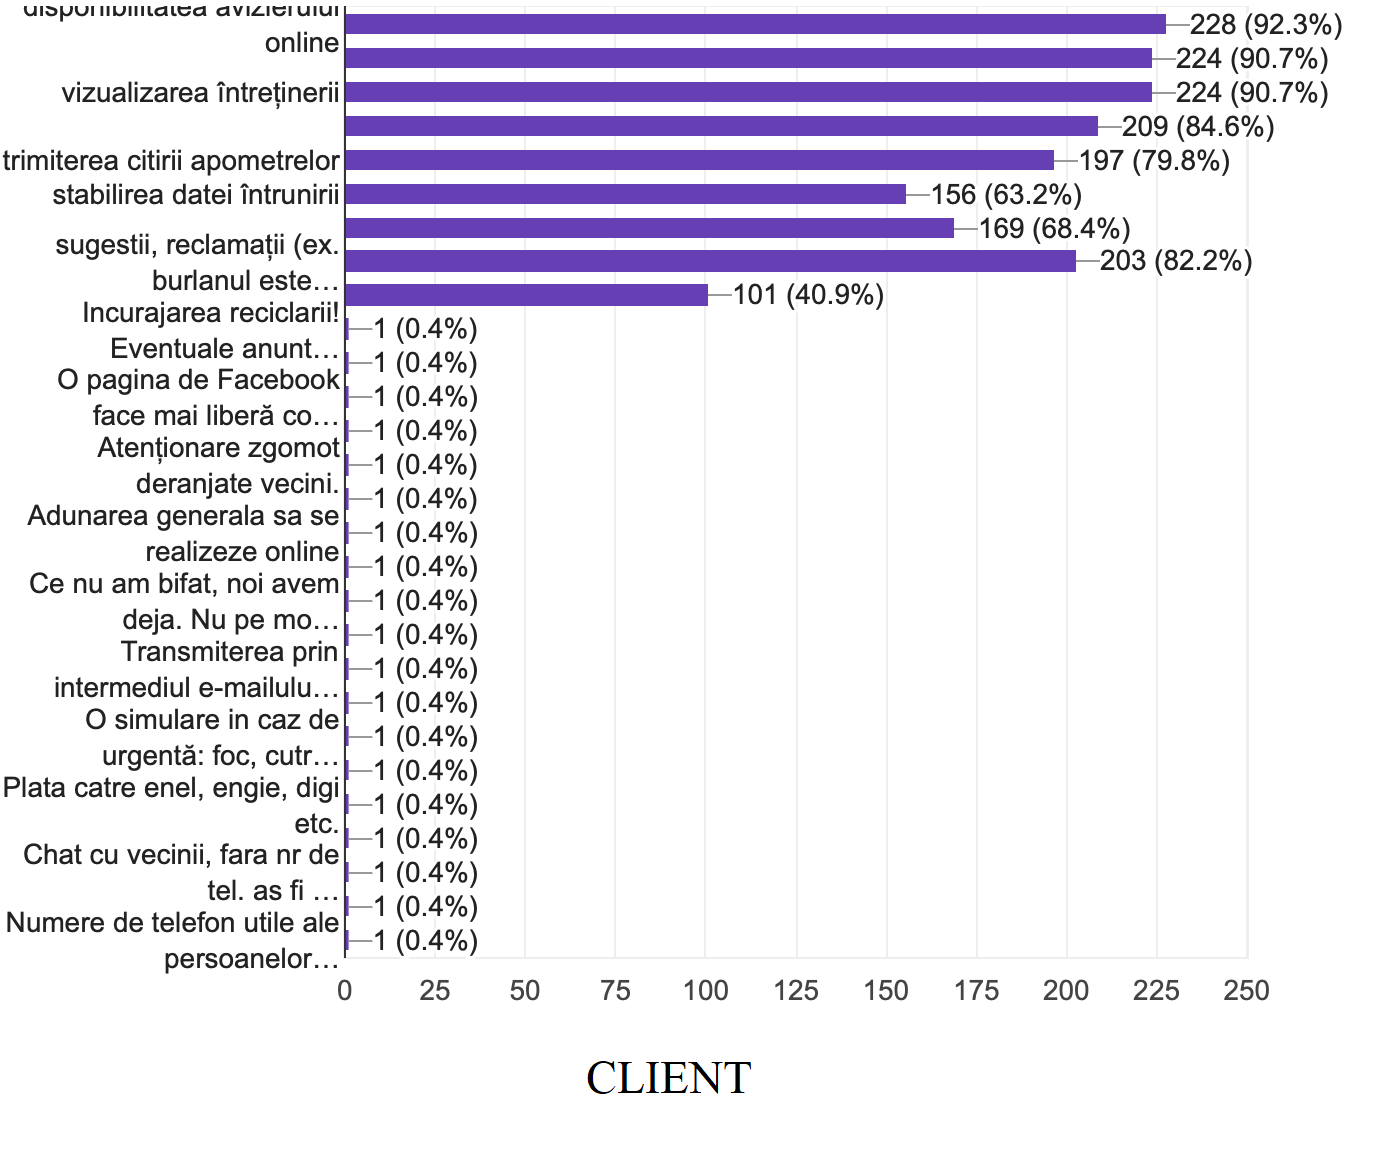 disponibilitatea avizierului
online
228 (92.3%)
224 (90.7%)
vizualizarea întreținerii
224 (90.7%)
209 (84.6%)
trimiterea citirii apometrelor
197 (79.8%)
stabilirea datei întrunirii
156 (63.2%)
169 (68.4%)
sugestii, reclamații (ex.
burlanul este…
203 (82.2%)
101 (40.9%)
Incurajarea reciclarii!
Eventuale anunt…
1 (0.4%)
1 (0.4%)
O pagina de Facebook
face mai liberă co…
1 (0.4%)
1 (0.4%)
Atenționare zgomot
deranjate vecini.
1 (0.4%)
1 (0.4%)
Adunarea generala sa se
realizeze online
1 (0.4%)
1 (0.4%)
Ce nu am bifat, noi avem
deja. Nu pe mo…
1 (0.4%)
1 (0.4%)
Transmiterea prin
intermediul e-mailulu…
1 (0.4%)
1 (0.4%)
O simulare in caz de
urgentă: foc, cutr…
1 (0.4%)
1 (0.4%)
Plata catre enel, engie, digi
etc.
1 (0.4%)
1 (0.4%)
Chat cu vecinii, fara nr de
tel. as fi …
1 (0.4%)
1 (0.4%)
Numere de telefon utile ale
persoanelor…
1 (0.4%)
0 25 50 75 100 125 150 175 200 225 250
CLIENT